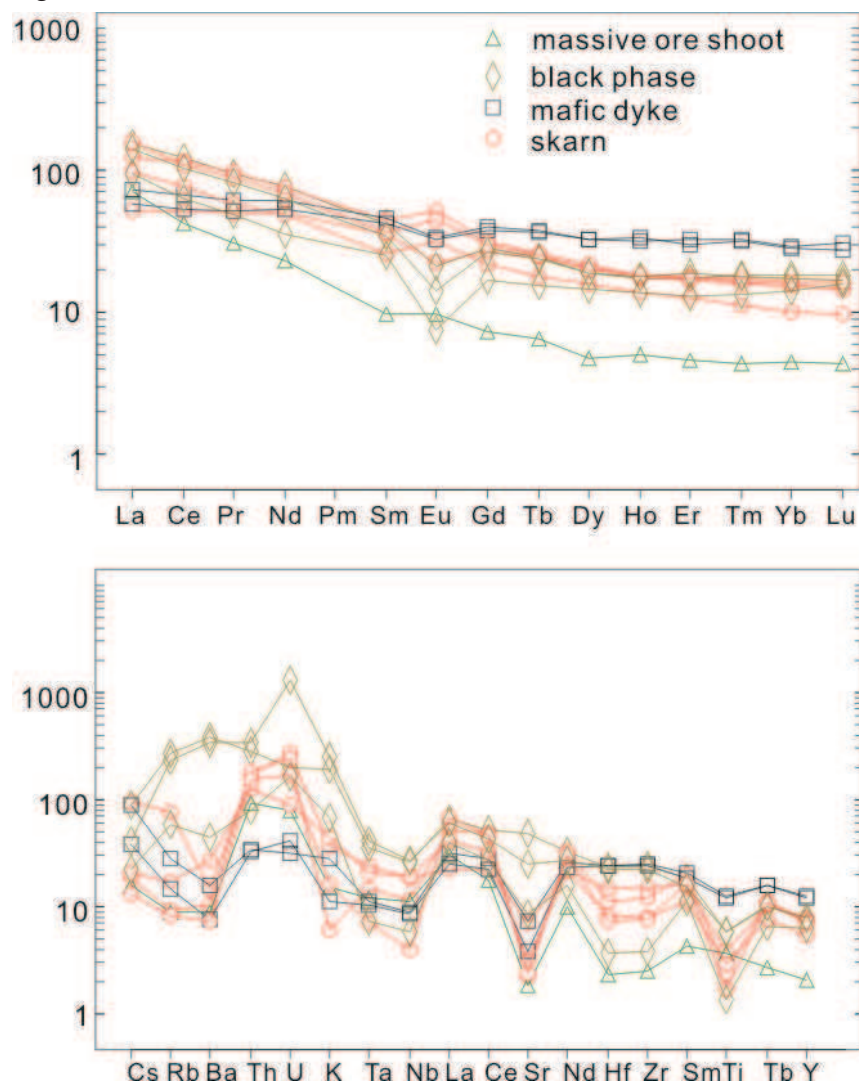 1000
massive ore shoot
black phase
mafic dyke
skarn
100
10
1
La Ce Pr Nd Pm Sm Eu Gd Tb Dy Ho Er Tm Yb Lu
1000
100
10
1
Cs Rb Ba Th U K Ta Nb La Ce Sr Nd Hf Zr Sm Ti Tb Y